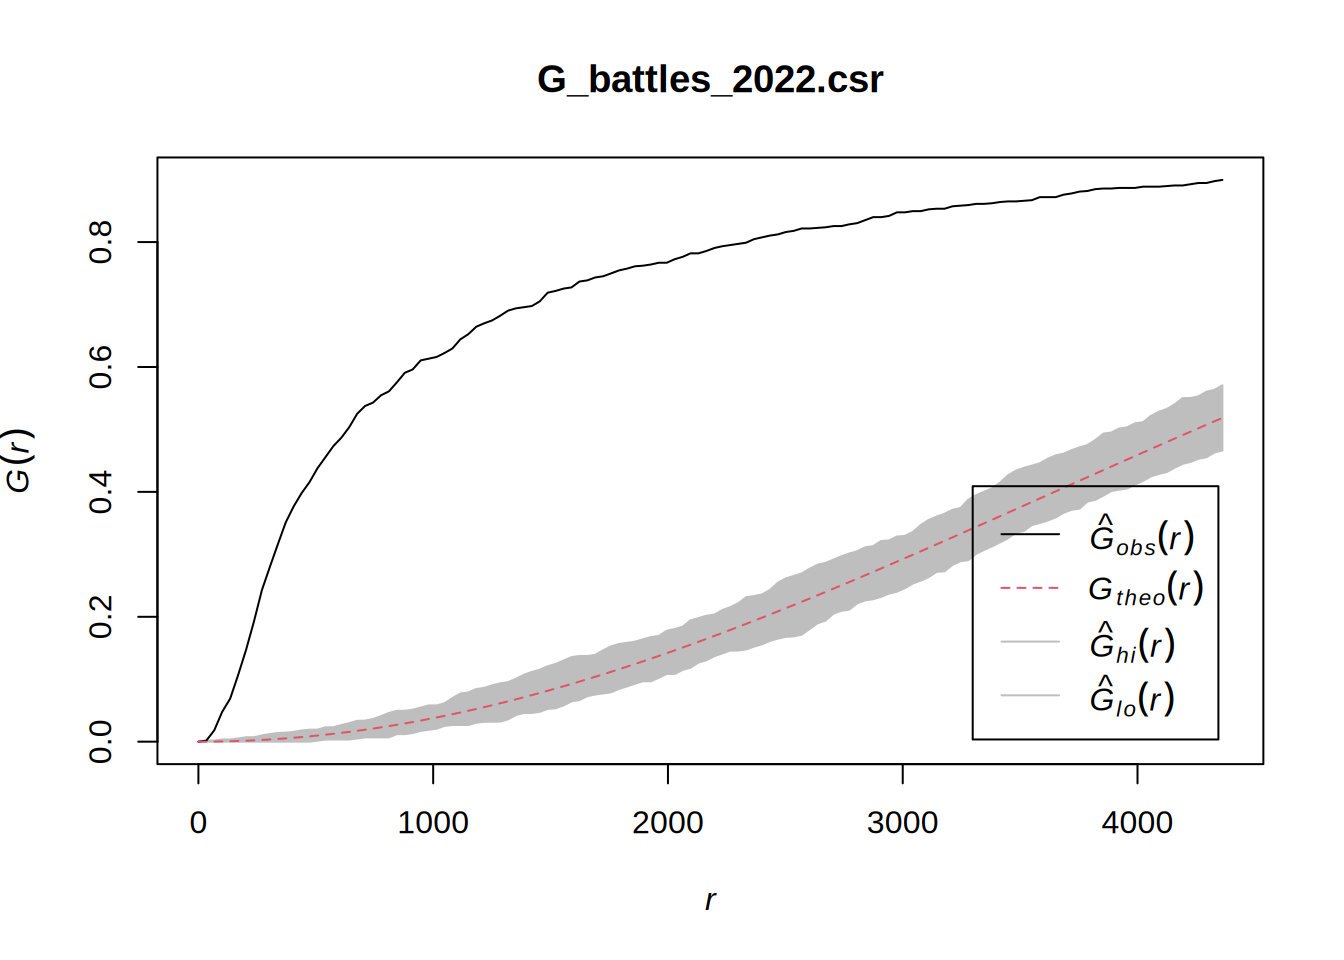 G_battles_2022.csr
G(r)
0.8
0.6
0.4
0.2
0.0
Ĝobs(r)
Gtheo(r)
Ĝhi(r)
Ĝlo(r)
0 1000 2000 3000 4000
r